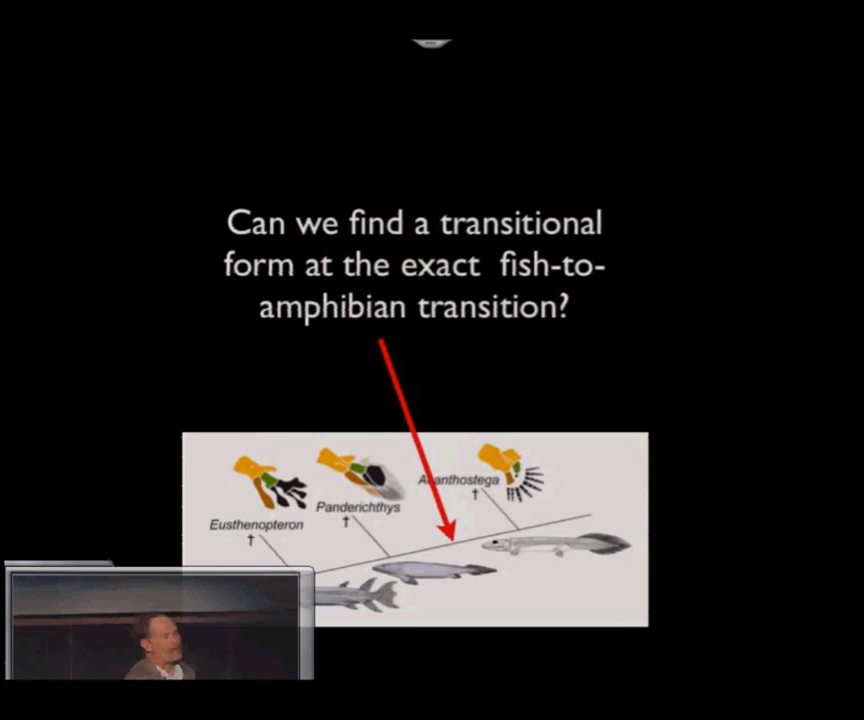 Can we find a transitional
form at the exact fish-to-
amphibian transition?
Acanthostega
†
Panderichthys
†
Eusthenopteron
†